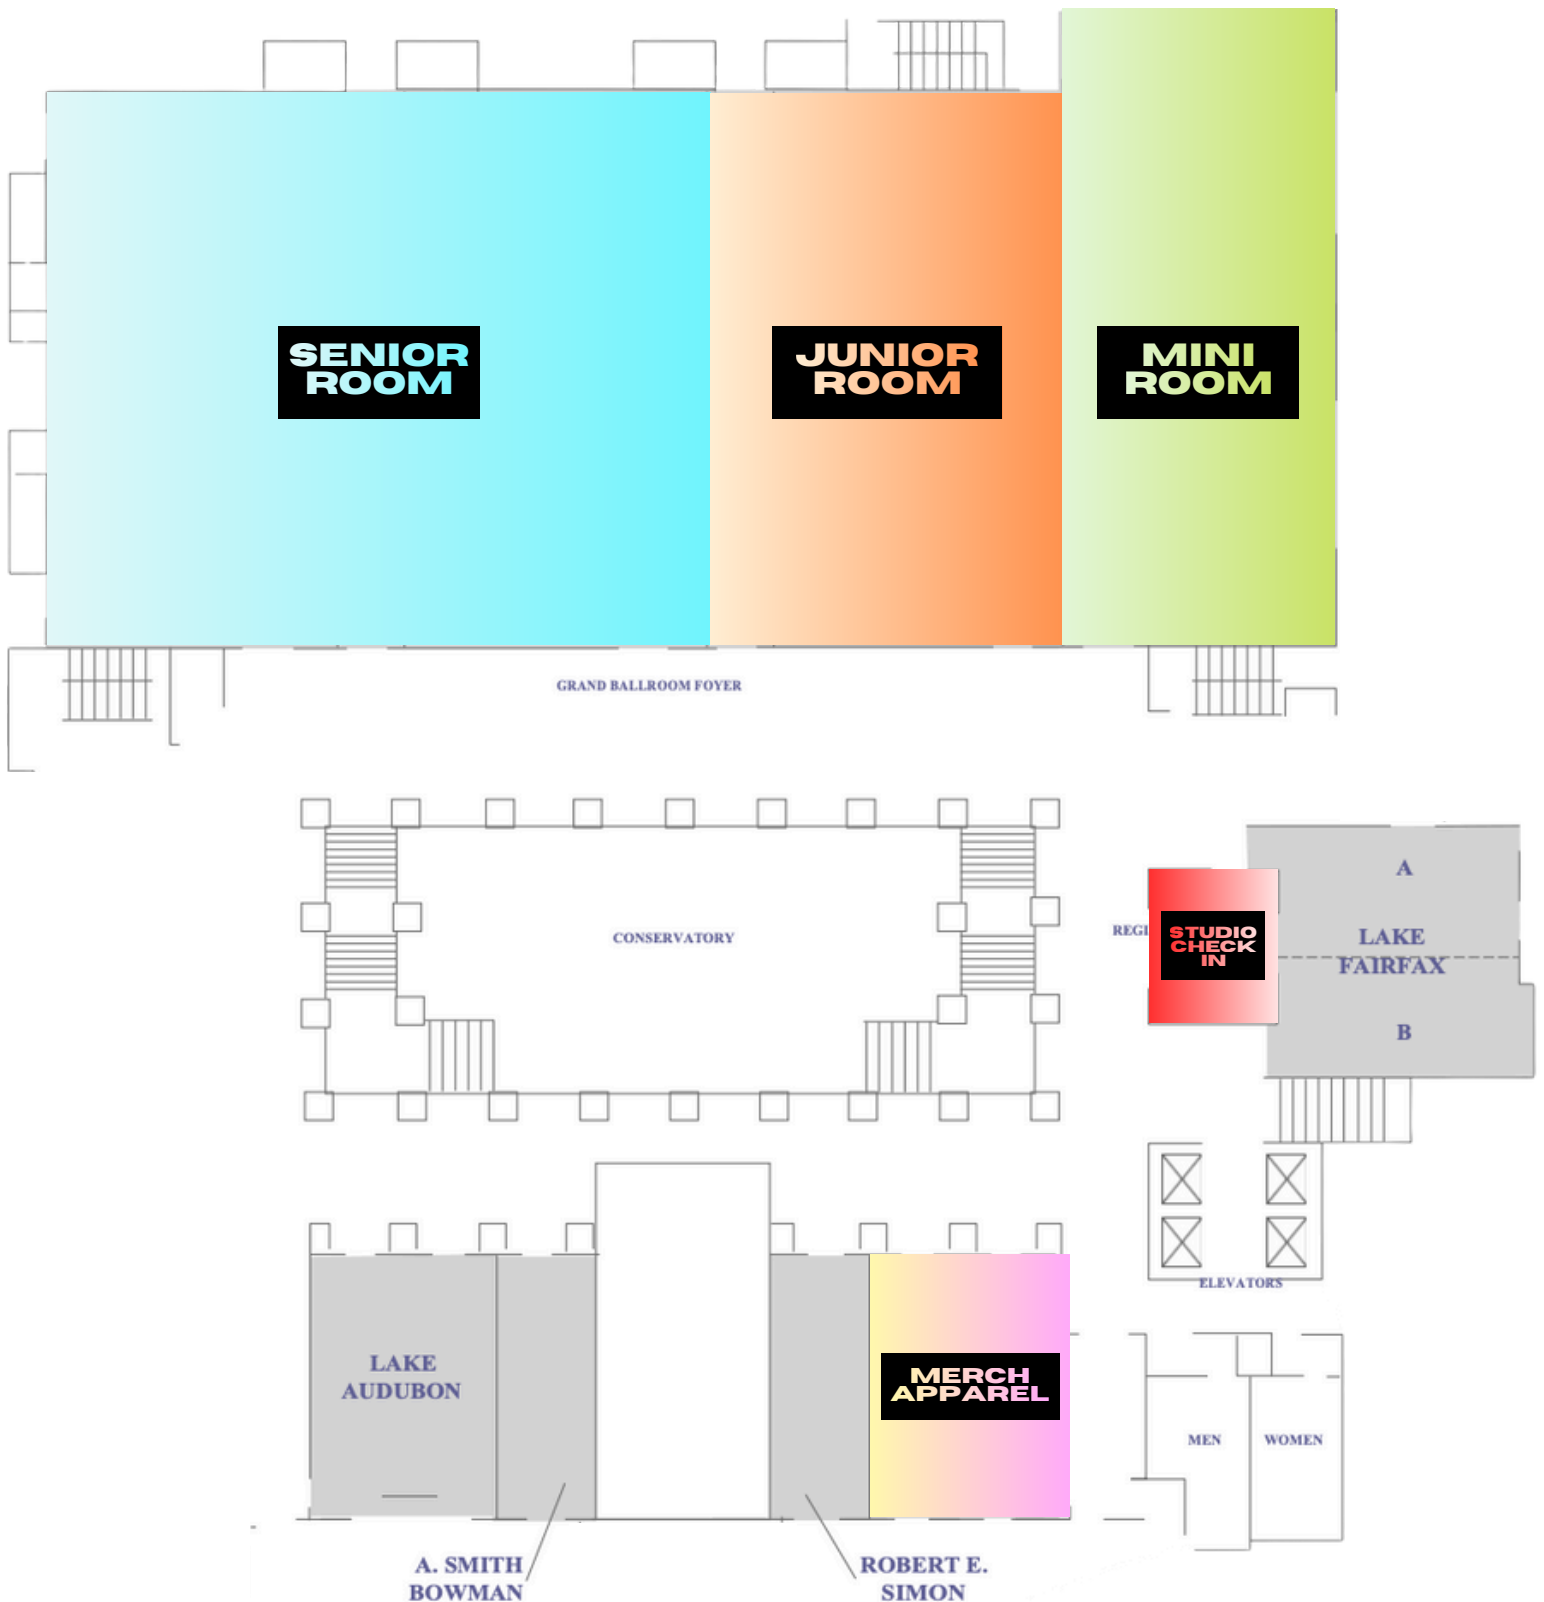 SENIOR
ROOM
JUNIOR
ROOM
MINI
ROOM
GRAND BALLROOM FOYER
CONSERVATORY
REGI
STUDIO
CHECK
IN
A
LAKE
FAIRFAX
B
ELEVATORS
LAKE
AUDUBON
MERCH
APPAREL
MEN
WOMEN
A. SMITH
BOWMAN
ROBERT E.
SIMON